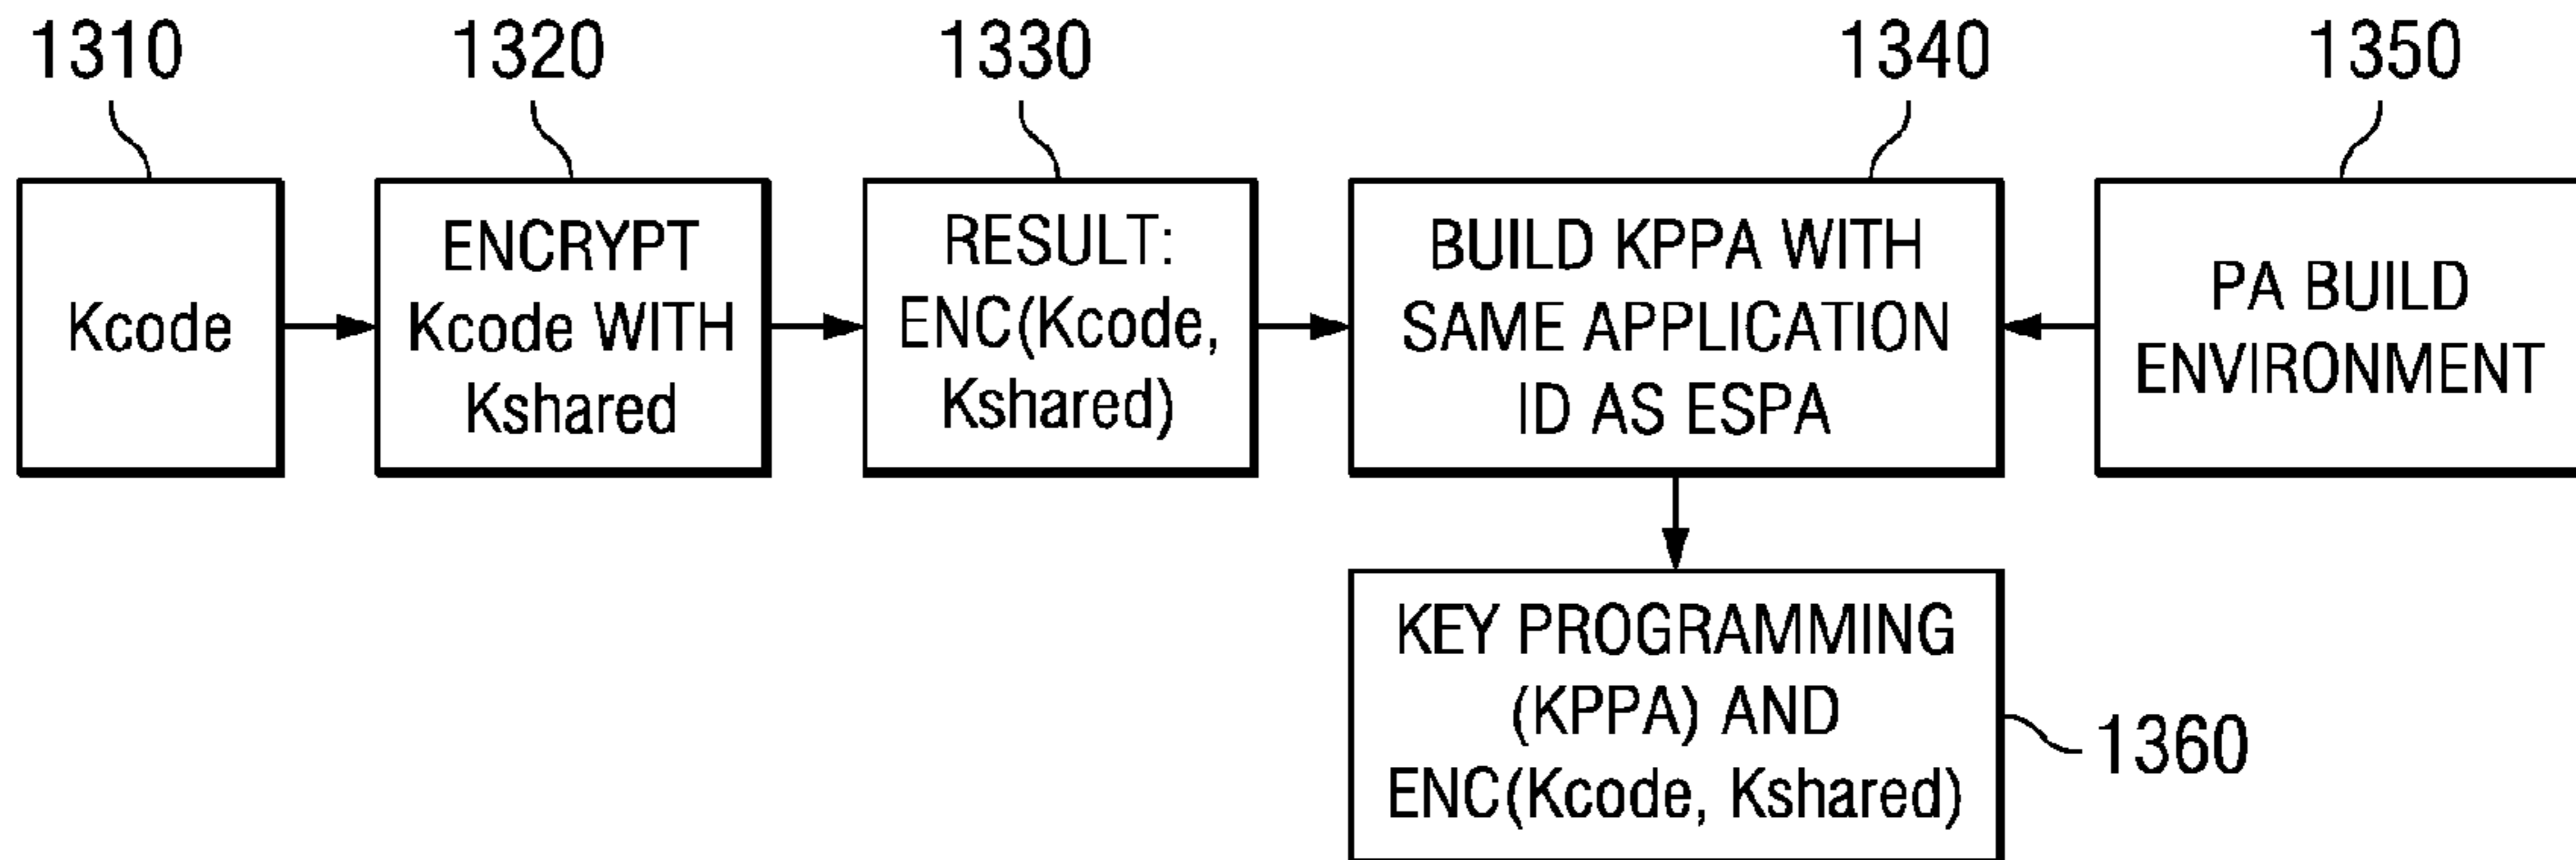 1310
1320
1330
1340
1350
Kcode
ENCRYPT
Kcode WITH
Kshared
RESULT:
ENC(Kcode,
Kshared)
BUILD KPPA WITH
SAME APPLICATION
ID AS ESPA
PA BUILD
ENVIRONMENT
KEY PROGRAMMING
(KPPA) AND
ENC(Kcode, Kshared)
1360